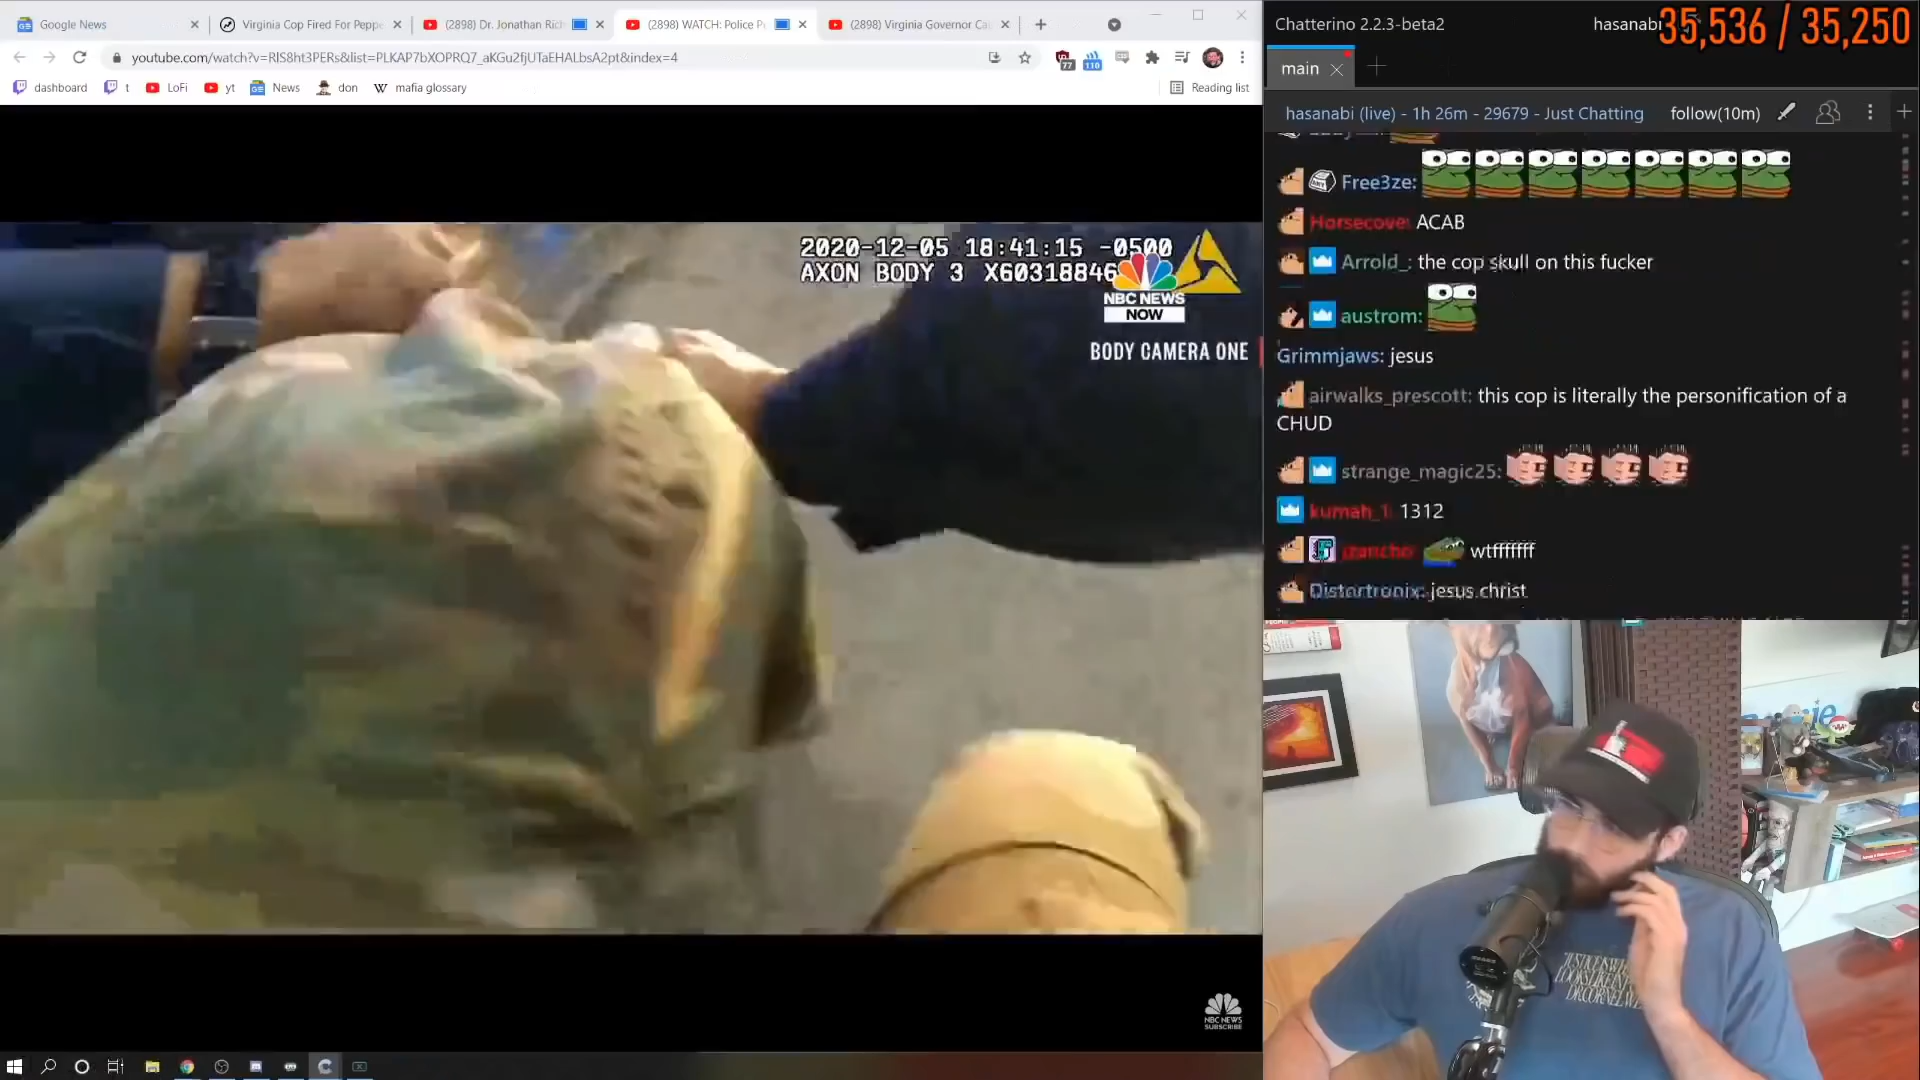 Google News
Virginia Cop Fired For Peppe
(2898) Dr. Jonathan Rich
(2898) WATCH: Police P
(2898) Virginia Governor Ca
youtube.com/watch?v=RlS8ht3PERs&list=PLKAP7bXOPRQ7_aKGu2fjUTaEHALbsA2pt&index=4
77
110
dashboard
t
LoFi
yt
News
don
mafia glossary
Reading list
2020-12-05 18:41:15 -0500
AXON BODY 3 X60318846
NBC NEWS
NOW
BODY CAMERA ONE
NBC NEWS
SUBSCRIBE
Chatterino 2.2.3-beta2
hasanabi
35,536 / 35,250
main
hasanabi (live) - 1h 26m - 29679 - Just Chatting
follow(10m)
Free3ze:
Horsecove: ACAB
Arrold_: the cop skull on this fucker
austrom:
Grimmjaws: jesus
airwalks_prescott: this cop is literally the personification of a
CHUD
strange_magic25:
kumah_1 1312
wtfffffff
Distortronix: jesus christ